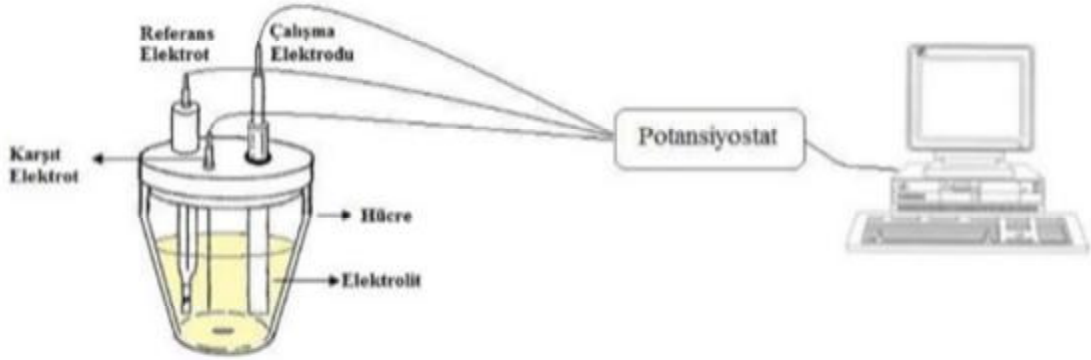 Referans
Elektrot
Çalışma
Elektrodu
Potansiyostat
Karşıt
Elektrot
Hücre
Elektrolit